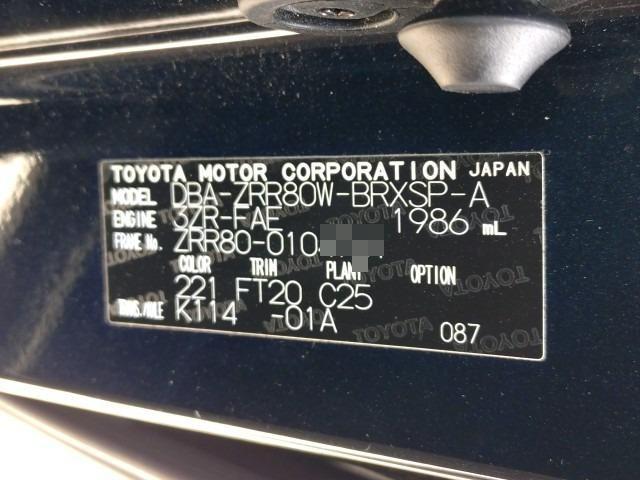 TOYOTA MOTOR CORPORATION JAPAN
MODEL DBA-ZRR80W-BRXSP-A
ENGINE 3ZR-FAE 1986 mL
FRAME No. ZRR80-010
COLOR TRIM PLANT OPTION
221 FT20 C25
TRANS./AXLE K114 -01A
087